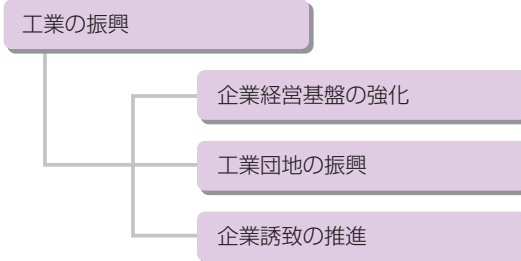 工業の振興
企業経営基盤の強化
工業団地の振興
企業誘致の推進